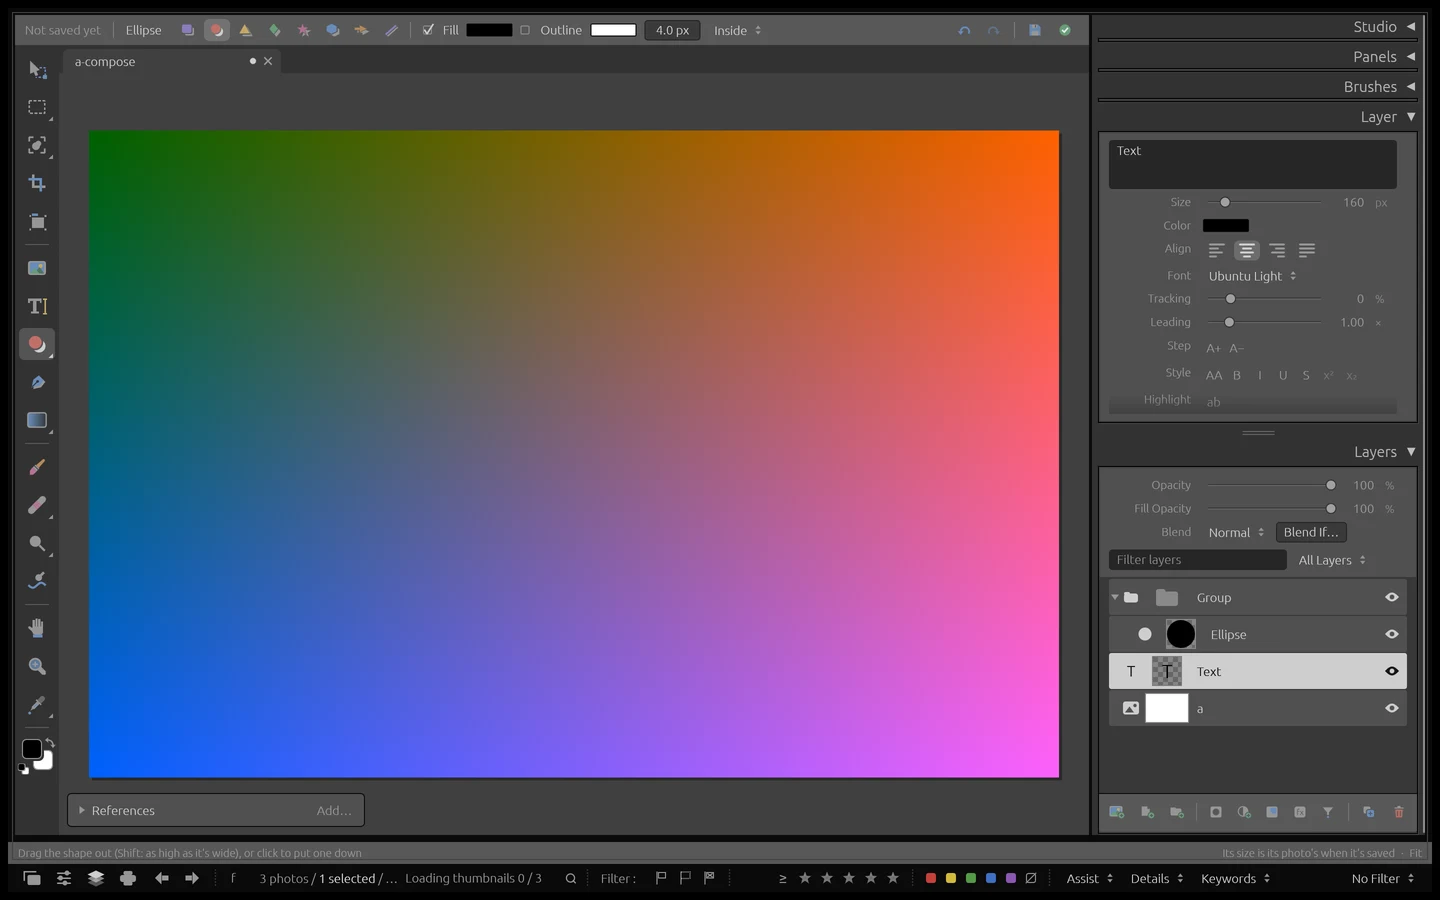 Not saved yet
Ellipse
Fill
Outline
4.0 px
Inside
a-compose
Studio
Panels
Brushes
Layer
Text
Size 160 px
Color
Align
Font Ubuntu Light
Tracking 0 %
Leading 1.00 ×
Step A+ A−
Style AA B I U S x² x₂
Highlight ab
Layers
Opacity 100 %
Fill Opacity 100 %
Blend Normal Blend If…
Filter layers All Layers
Group
Ellipse
T T Text
a
References Add…
Drag the shape out (Shift: as high as it's wide), or click to put one down
Its size is its photo's when it's saved · Fit
f 3 photos / 1 selected / … Loading thumbnails 0 / 3
Filter :
≥
Assist Details Keywords No Filter